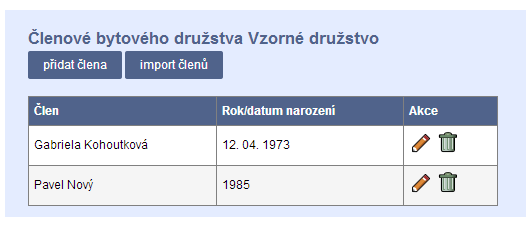 Členové bytového družstva Vzorné družstvo
přidat člena import členů
Člen Rok/datum narození Akce
Gabriela Kohoutková 12. 04. 1973
Pavel Nový 1985